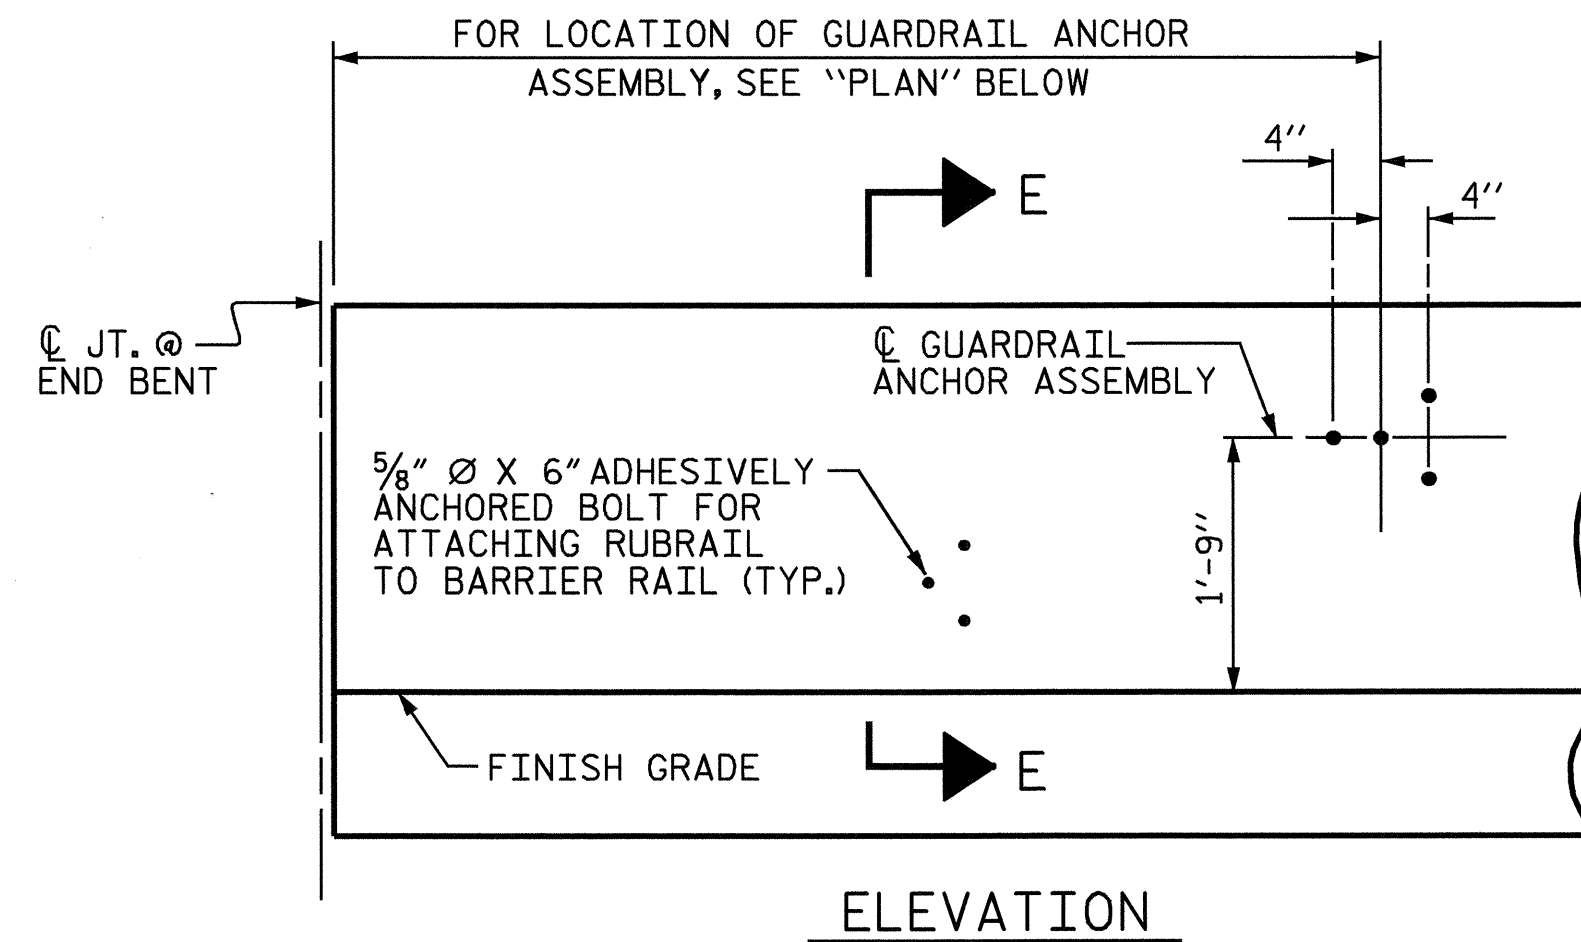 FOR LOCATION OF GUARDRAIL ANCHOR
ASSEMBLY, SEE "PLAN" BELOW
4"
E
4"
℄ JT. @
END BENT
℄ GUARDRAIL
ANCHOR ASSEMBLY
5/8" Ø X 6" ADHESIVELY
ANCHORED BOLT FOR
ATTACHING RUBRAIL
TO BARRIER RAIL (TYP.)
1'-9"
FINISH GRADE
E
ELEVATION